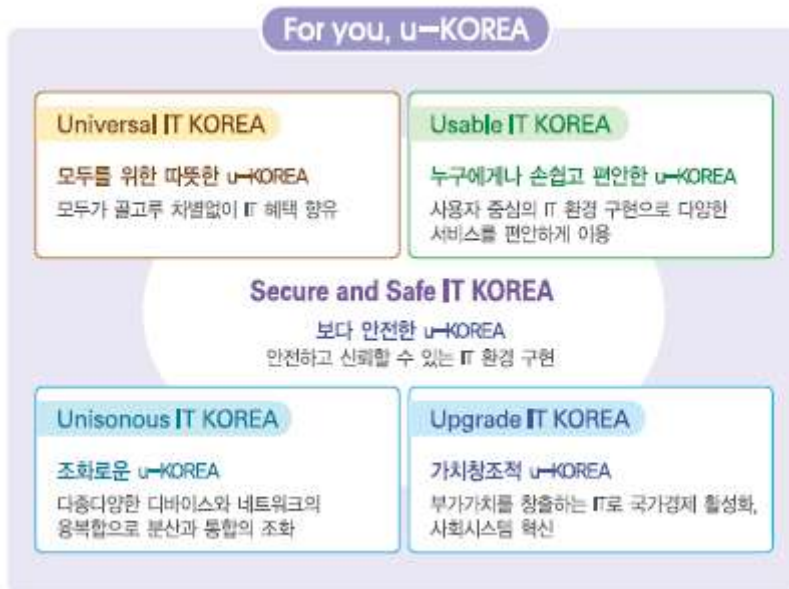 For you, u-KOREA
Universal IT KOREA
모두를 위한 따뜻한 u-KOREA
모두가 골고루 차별없이 IT 혜택 향유
Usable IT KOREA
누구에게나 손쉽고 편안한 u-KOREA
사용자 중심의 IT 환경 구현으로 다양한
서비스를 편안하게 이용
Secure and Safe IT KOREA
보다 안전한 u-KOREA
안전하고 신뢰할 수 있는 IT 환경 구현
Unisonous IT KOREA
조화로운 u-KOREA
다종다양한 디바이스와 네트워크의
융복합으로 분산과 통합의 조화
Upgrade IT KOREA
가치창조적 u-KOREA
부가가치를 창출하는 IT로 국가경제 활성화,
사회시스템 혁신